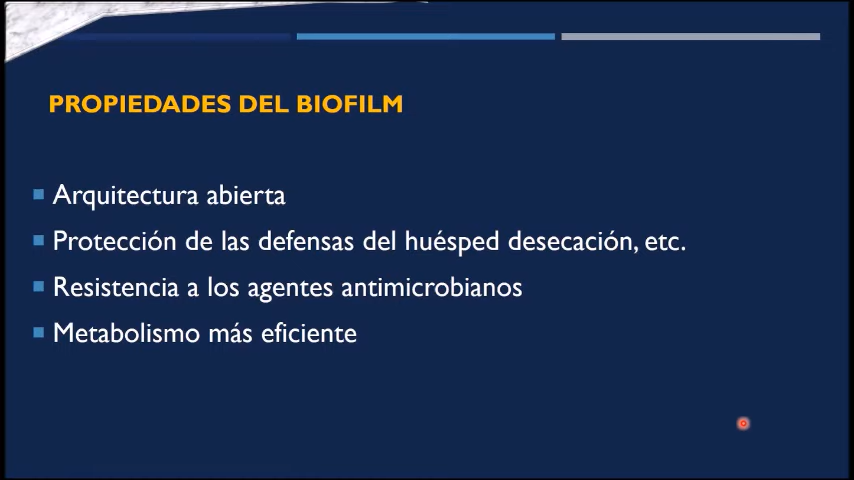 PROPIEDADES DEL BIOFILM
Arquitectura abierta
Protección de las defensas del huésped desecación, etc.
Resistencia a los agentes antimicrobianos
Metabolismo más eficiente